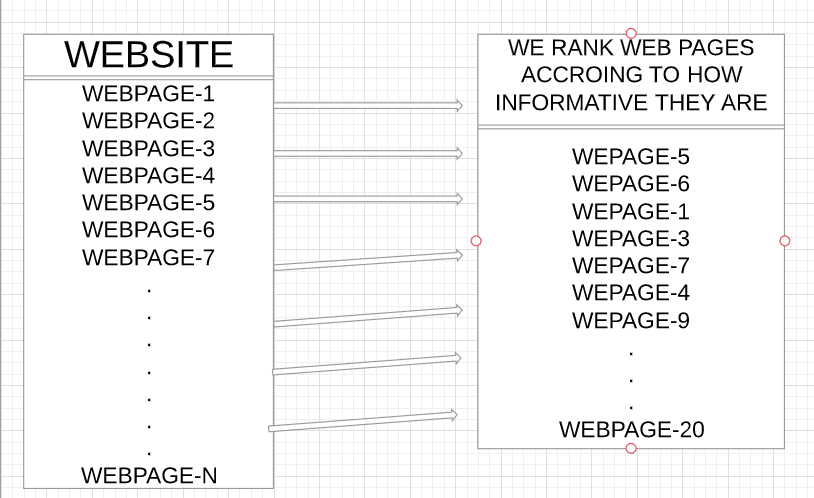 WEBSITE
WEBPAGE-1
WEBPAGE-2
WEBPAGE-3
WEBPAGE-4
WEBPAGE-5
WEBPAGE-6
WEBPAGE-7
.
.
.
.
.
.
.
WEBPAGE-N
WE RANK WEB PAGES
ACCROING TO HOW
INFORMATIVE THEY ARE
WEPAGE-5
WEPAGE-6
WEPAGE-1
WEPAGE-3
WEPAGE-7
WEPAGE-4
WEPAGE-9
.
.
.
WEBPAGE-20